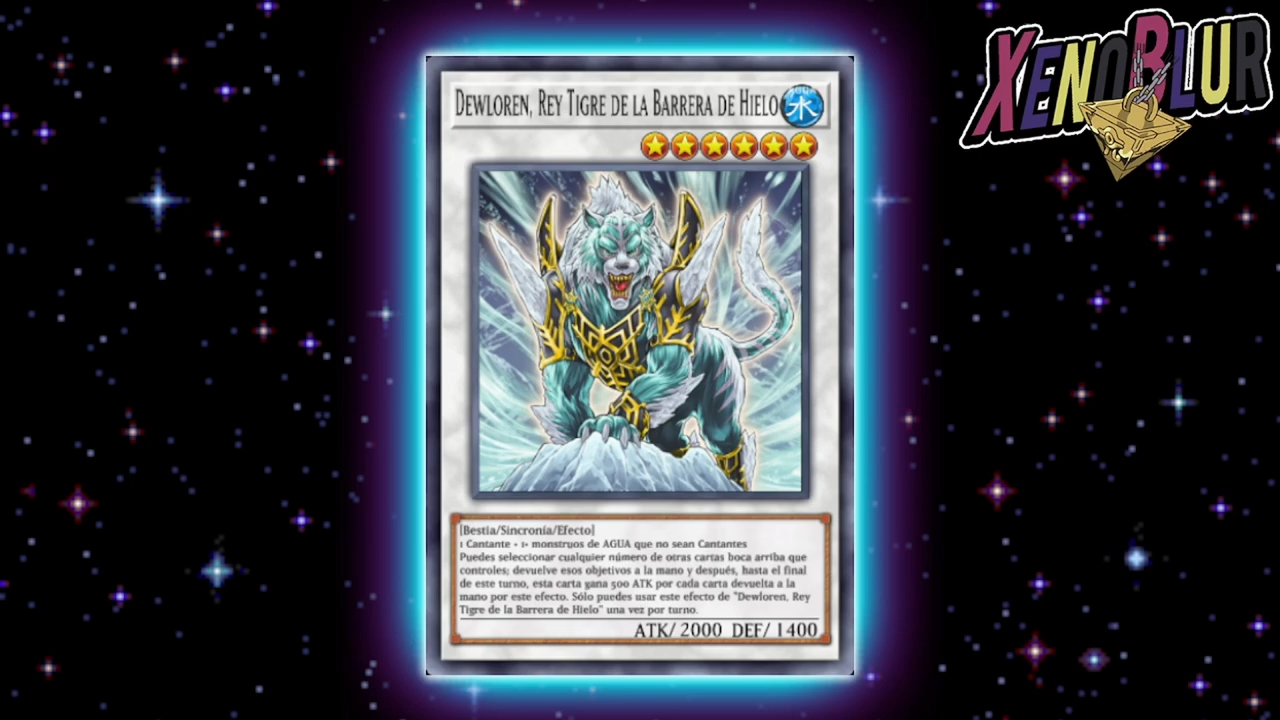 XENOBLUR
DEWLOREN, REY TIGRE DE LA BARRERA DE HIELO
AGUA
水
[Bestia/Sincronía/Efecto]
1 Cantante + 1+ monstruos de AGUA que no sean Cantantes
Puedes seleccionar cualquier número de otras cartas boca arriba que
controles; devuelve esos objetivos a la mano y después, hasta el final
de este turno, esta carta gana 500 ATK por cada carta devuelta a la
mano por este efecto. Sólo puedes usar este efecto de "Dewloren, Rey
Tigre de la Barrera de Hielo" una vez por turno.
ATK/ 2000 DEF/ 1400